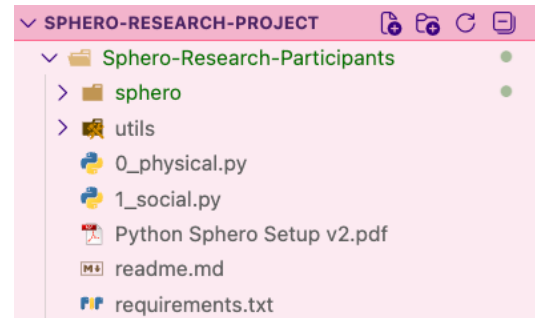 SPHERO-RESEARCH-PROJECT
Sphero-Research-Participants
sphero
utils
0_physical.py
1_social.py
Python Sphero Setup v2.pdf
readme.md
requirements.txt